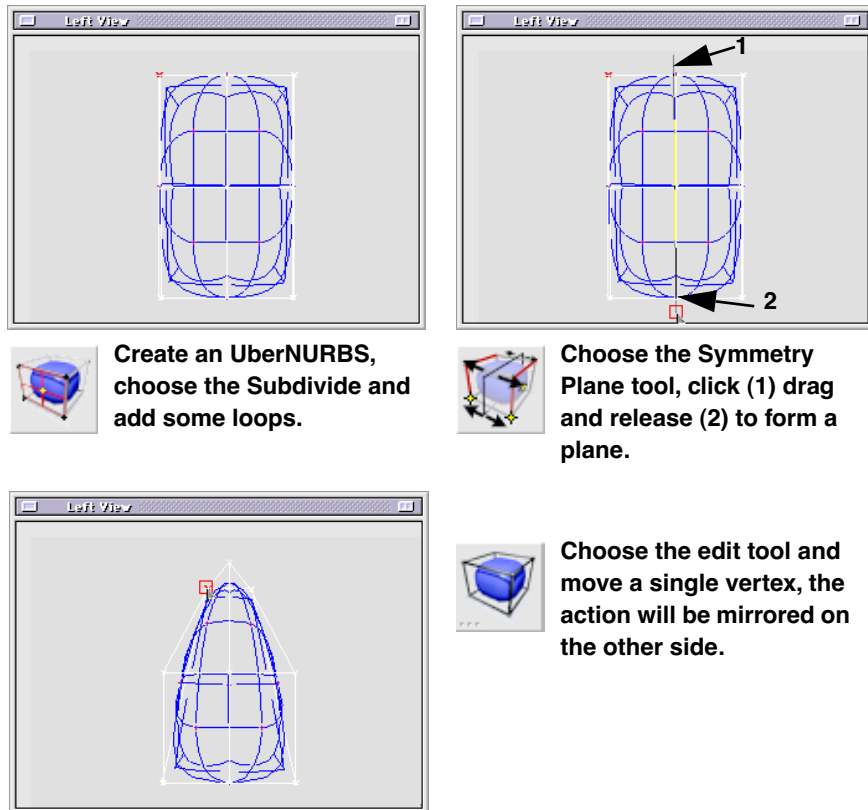 Left View
Left View
1
2
Create an UberNURBS,
choose the Subdivide and
add some loops.
Choose the Symmetry
Plane tool, click (1) drag
and release (2) to form a
plane.
Left View
Choose the edit tool and
move a single vertex, the
action will be mirrored on
the other side.